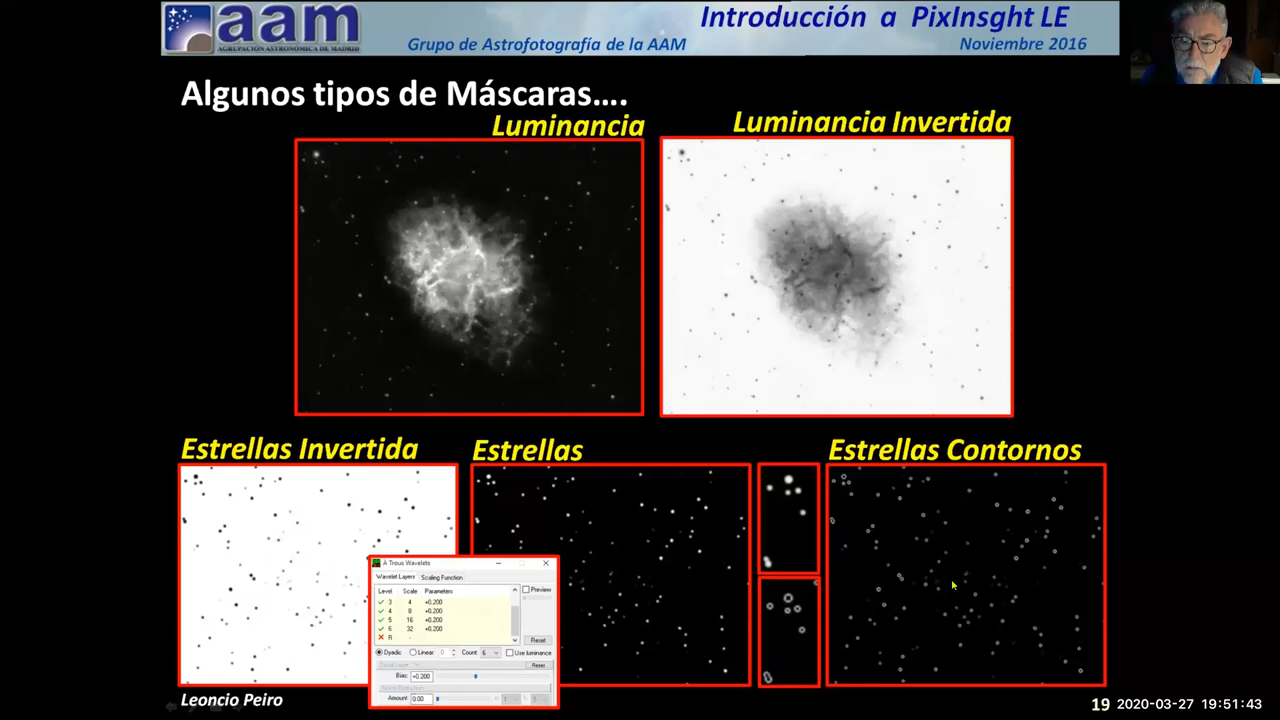 aam
AGRUPACIÓN ASTRONÓMICA DE MADRID
Introducción a PixInsght LE
Grupo de Astrofotografía de la AAM
Noviembre 2016
Algunos tipos de Máscaras....
Luminancia
Luminancia Invertida
Estrellas Invertida
Estrellas
Estrellas Contornos
A Trous Wavelets
Wavelet Layers Scaling Function
Level Scale Parameters
Preview
3 4 +0.200
4 8 +0.200
5 16 +0.200
6 32 +0.200
R -
Reset
Dyadic Linear: 0 Count: 6 Use luminance
Reset
Bias: +0.200
Amount: 0.00
Leoncio Peiro
19 2020-03-27 19:51:43